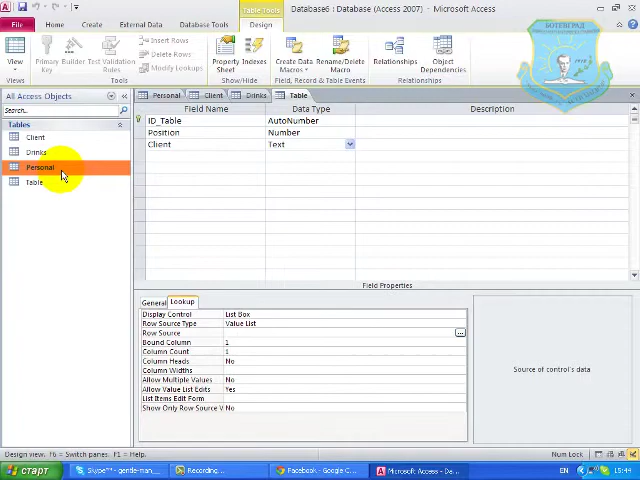 Table Tools
Database6 : Database (Access 2007) - Microsoft Access
File
Home
Create
External Data
Database Tools
Design
View
Primary Key
Builder
Test Validation Rules
Insert Rows
Delete Rows
Modify Lookups
Property Sheet
Indexes
Create Data Macros
Rename/Delete Macro
Relationships
Object Dependencies
Views
Tools
Show/Hide
Field, Record & Table Events
Relationships
БОТЕВГРАД
All Access Objects
Search...
Tables
Client
Drinks
Personal
Table
Personal
Client
Drinks
Table
Field Name
Data Type
Description
ID_Table
AutoNumber
Position
Number
Client
Text
Field Properties
General
Lookup
Display Control
List Box
Row Source Type
Value List
Row Source
Bound Column
1
Column Count
1
Column Heads
No
Column Widths
Allow Multiple Values
No
Allow Value List Edits
Yes
List Items Edit Form
Show Only Row Source V
No
Source of control's data
Design view. F6 = Switch panes. F1 = Help.
Num Lock
старт
Skype™ - gentle-man_...
Recording...
Facebook - Google C...
Microsoft Access - Da...
EN
15:44